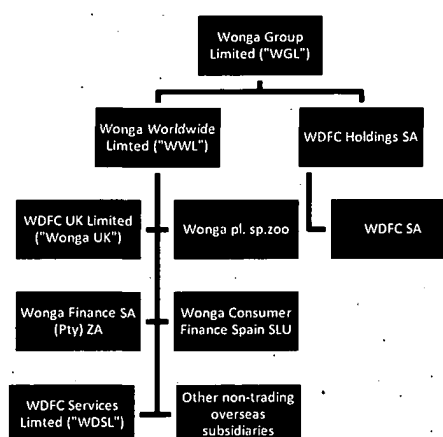 Wonga Group
Limited ("WGL")
Wonga Worldwide
Limted ("WWL")
WDFC Holdings SA
WDFC UK Limited
("Wonga UK")
Wonga pl. sp.zoo
WDFC SA
Wonga Finance SA
(Pty) ZA
Wonga Consumer
Finance Spain SLU
WDFC Services
Limted ("WDSL")
Other non-trading
overseas
subsidiaries